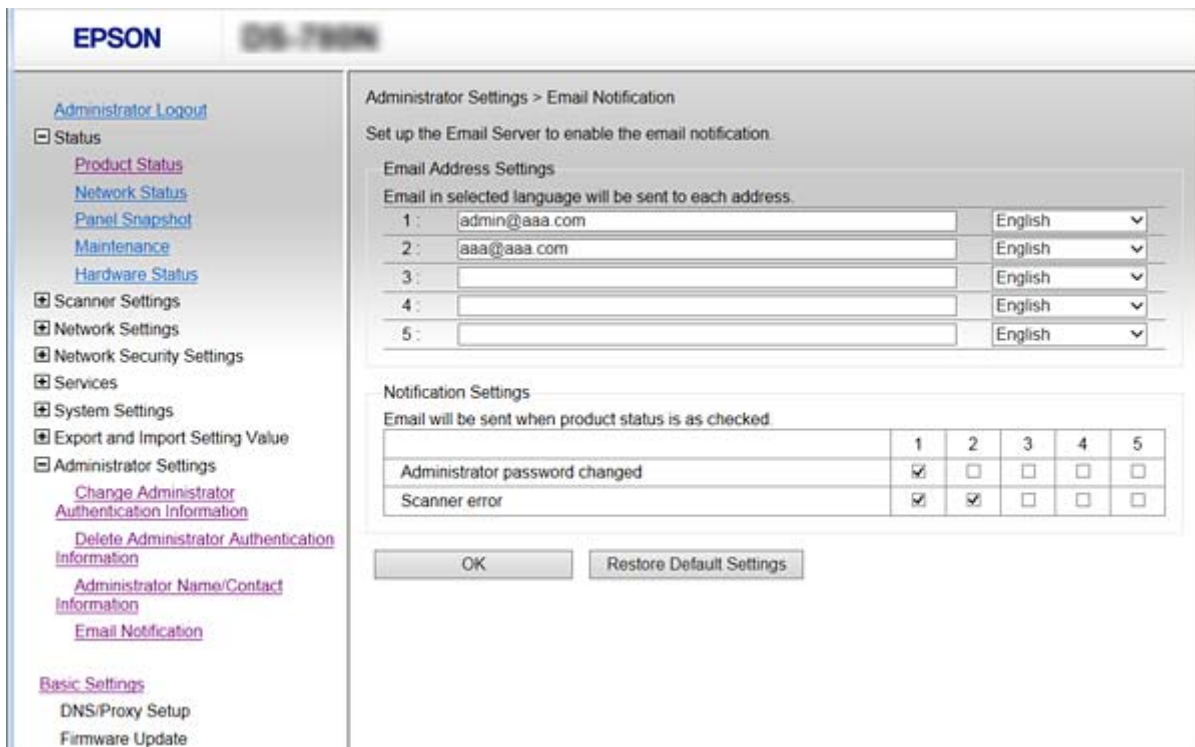 EPSON
Administrator Logout
Status
Product Status
Network Status
Panel Snapshot
Maintenance
Hardware Status
Scanner Settings
Network Settings
Network Security Settings
Services
System Settings
Export and Import Setting Value
Administrator Settings
Change Administrator
Authentication Information
Delete Administrator Authentication
Information
Administrator Name/Contact
Information
Email Notification
Basic Settings
DNS/Proxy Setup
Firmware Update
Administrator Settings > Email Notification
Set up the Email Server to enable the email notification.
Email Address Settings
Email in selected language will be sent to each address.
1 : admin@aaa.com English
2 : aaa@aaa.com English
3 : English
4 : English
5 : English
Notification Settings
Email will be sent when product status is as checked.
1 2 3 4 5
Administrator password changed
Scanner error
OK Restore Default Settings